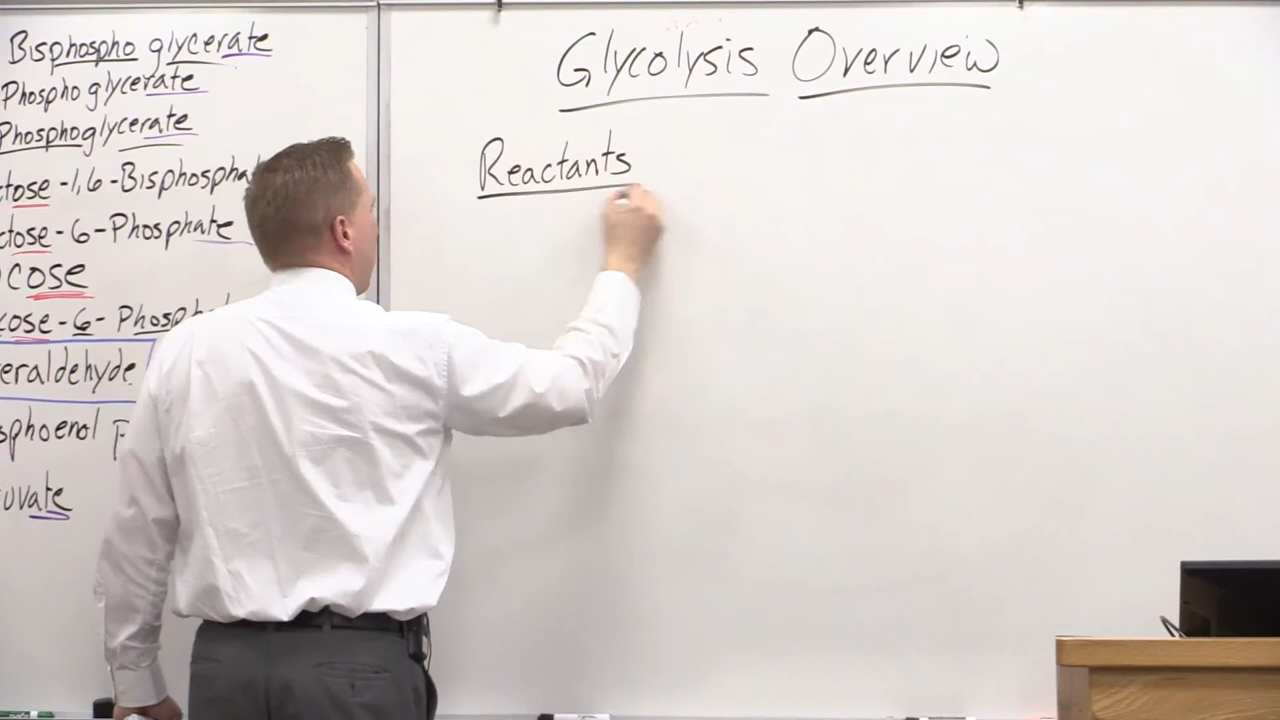 Bisphospho glycerate
Phospho glycerate
Phosphoglycerate
ctose-1,6-Bisphospha
ctose-6-Phosphate
cose
cose-6-Phosph
eraldehyde
sphoenol P
uvate
Glycolysis Overview
Reactants